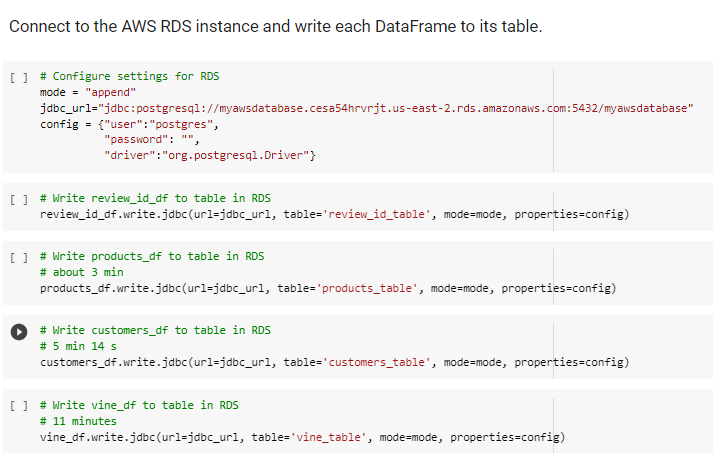 Connect to the AWS RDS instance and write each DataFrame to its table.
[ ] # Configure settings for RDS
mode = "append"
jdbc_url="jdbc:postgresql://myawsdatabase.cesa54hrvrjt.us-east-2.rds.amazonaws.com:5432/myawsdatabase"
config = {"user":"postgres",
"password": "",
"driver":"org.postgresql.Driver"}
[ ] # Write review_id_df to table in RDS
review_id_df.write.jdbc(url=jdbc_url, table='review_id_table', mode=mode, properties=config)
[ ] # Write products_df to table in RDS
# about 3 min
products_df.write.jdbc(url=jdbc_url, table='products_table', mode=mode, properties=config)
# Write customers_df to table in RDS
# 5 min 14 s
customers_df.write.jdbc(url=jdbc_url, table='customers_table', mode=mode, properties=config)
[ ] # Write vine_df to table in RDS
# 11 minutes
vine_df.write.jdbc(url=jdbc_url, table='vine_table', mode=mode, properties=config)